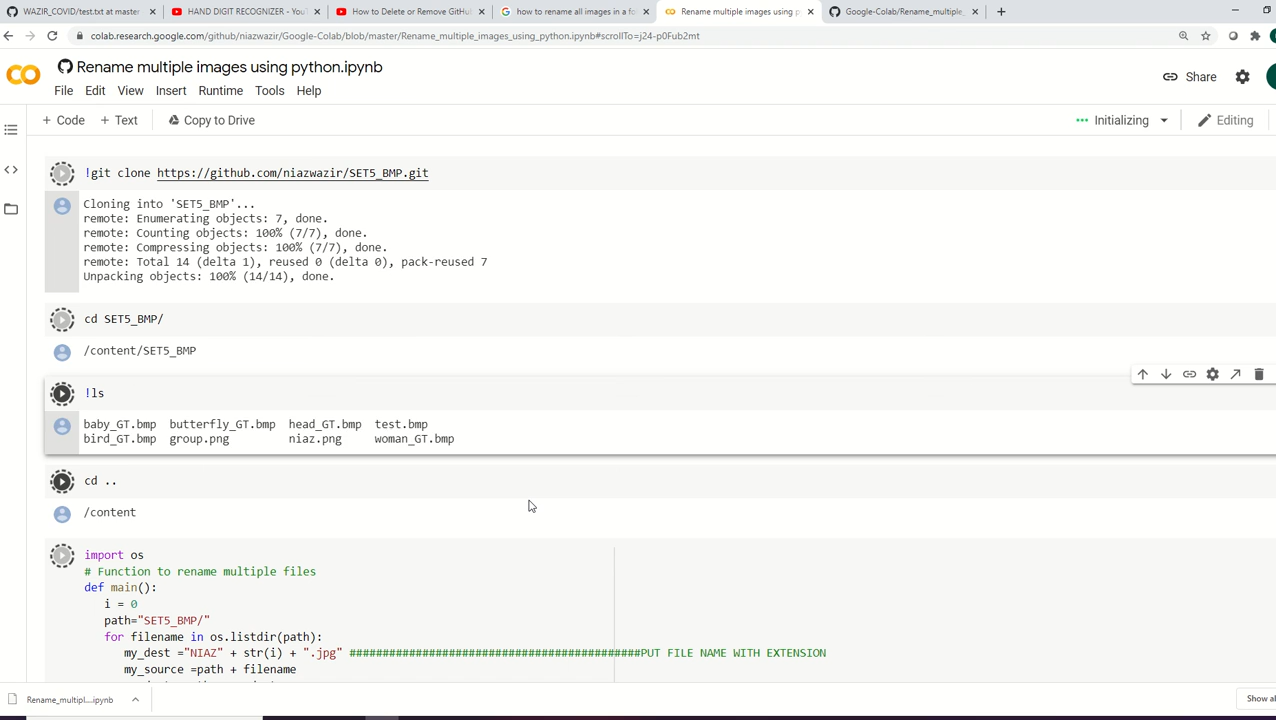 WAZIR_COVID/test.txt at master
HAND DIGIT RECOGNIZER - YouT
How to Delete or Remove GitHub
how to rename all images in a fo
Rename multiple images using p
Google-Colab/Rename_multiple_
colab.research.google.com/github/niazwazir/Google-Colab/blob/master/Rename_multiple_images_using_python.ipynb#scrollTo=j24-p0Fub2mt
Rename multiple images using python.ipynb
Share
File Edit View Insert Runtime Tools Help
+ Code + Text Copy to Drive
Initializing
Editing
!git clone https://github.com/niazwazir/SET5_BMP.git
Cloning into 'SET5_BMP'...
remote: Enumerating objects: 7, done.
remote: Counting objects: 100% (7/7), done.
remote: Compressing objects: 100% (7/7), done.
remote: Total 14 (delta 1), reused 0 (delta 0), pack-reused 7
Unpacking objects: 100% (14/14), done.
cd SET5_BMP/
/content/SET5_BMP
!ls
baby_GT.bmp butterfly_GT.bmp head_GT.bmp test.bmp
bird_GT.bmp group.png niaz.png woman_GT.bmp
cd ..
/content
import os
# Function to rename multiple files
def main():
i = 0
path="SET5_BMP/"
for filename in os.listdir(path):
my_dest ="NIAZ" + str(i) + ".jpg" ############################################PUT FILE NAME WITH EXTENSION
my_source =path + filename
Rename_multipl....ipynb
Show al